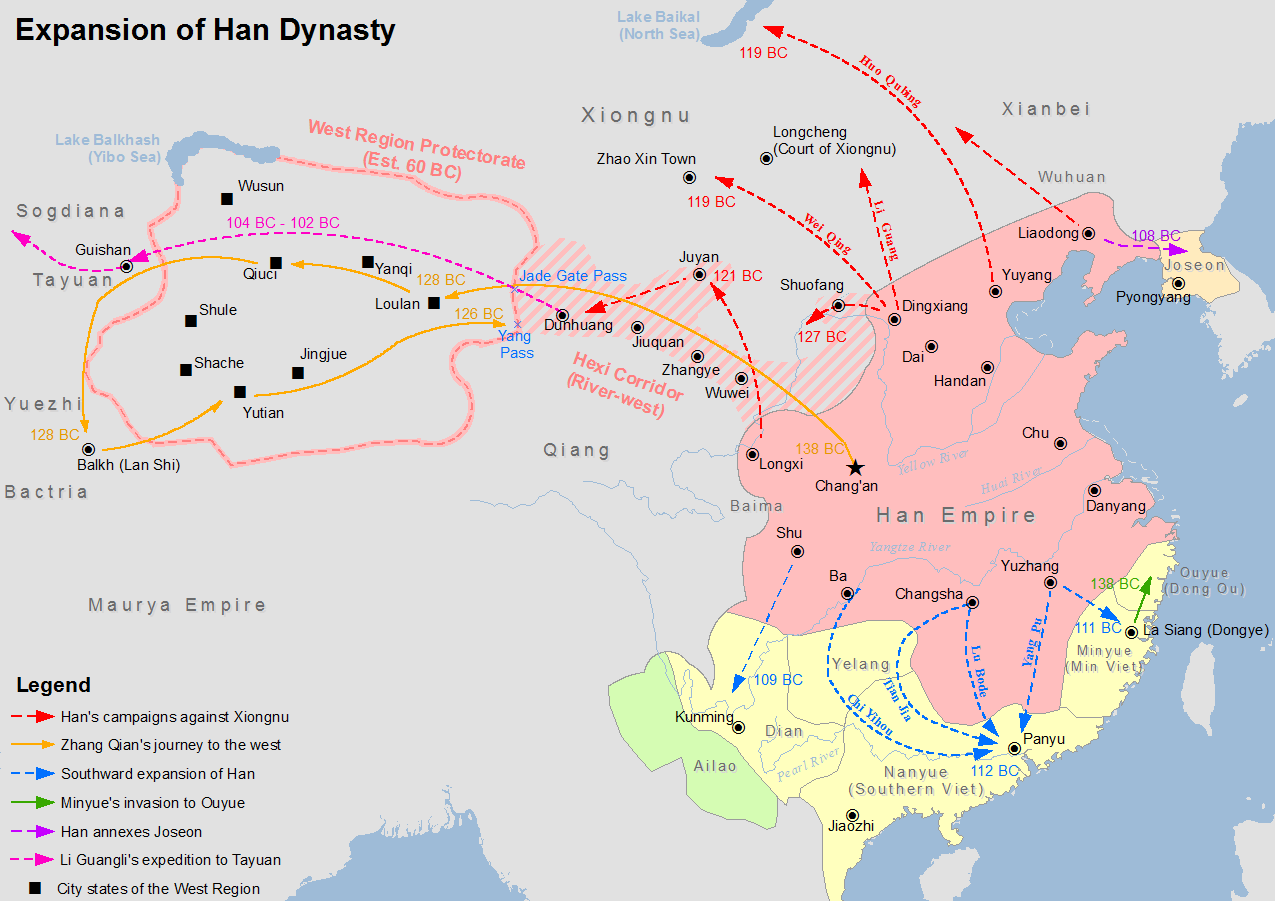 Expansion of Han Dynasty
Lake Baikal
(North Sea)
119 BC
Huo Qubing
Xianbei
Xiongnu
Longcheng
(Court of Xiongnu)
Zhao Xin Town
119 BC
Wei Qing
Li Guang
Wuhuan
Liaodong
108 BC
Joseon
Pyongyang
Yuyang
Lake Balkhash
(Yibo Sea)
West Region Protectorate
(Est. 60 BC)
Wusun
Sogdiana
104 BC - 102 BC
Guishan
Tayuan
Qiuci
Yanqi
Loulan
128 BC
126 BC
Jade Gate Pass
Yang
Pass
Shule
Shache
Jingjue
Yutian
Yuezhi
128 BC
Balkh (Lan Shi)
Bactria
Juyan
121 BC
Dunhuang
Jiuquan
Zhangye
Wuwei
Hexi Corridor
(River-west)
Shuofang
127 BC
Dingxiang
Dai
Handan
Qiang
138 BC
Longxi
Chang'an
Yellow River
Huai River
Chu
Danyang
Baima
Han Empire
Shu
Yangtze River
Ba
Changsha
Yuzhang
138 BC
Ouyue
(Dong Ou)
111 BC
La Siang (Dongye)
Minyue
(Min Viet)
Maurya Empire
Yelang
Lu Bode
Yang Pu
Tian Jia
Chi Yihou
109 BC
Kunming
Dian
Pearl River
Ailao
Panyu
112 BC
Nanyue
(Southern Viet)
Jiaozhi
Legend
Han's campaigns against Xiongnu
Zhang Qian's journey to the west
Southward expansion of Han
Minyue's invasion to Ouyue
Han annexes Joseon
Li Guangli's expedition to Tayuan
City states of the West Region